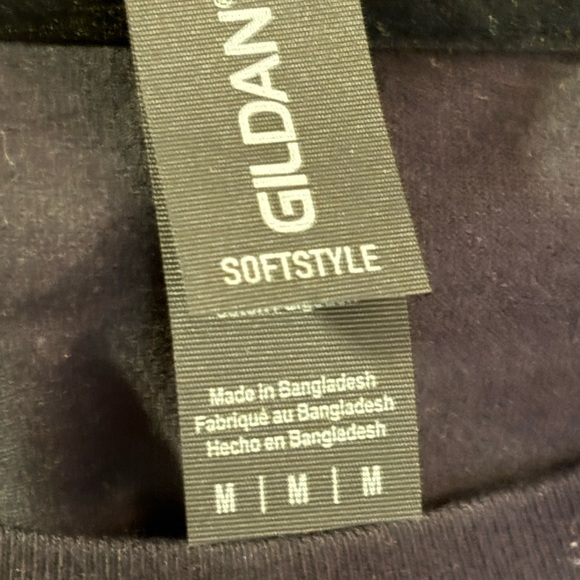 GILDAN®
SOFTSTYLE
Made in Bangladesh
Fabriqué au Bangladesh
Hecho en Bangladesh
M | M | M